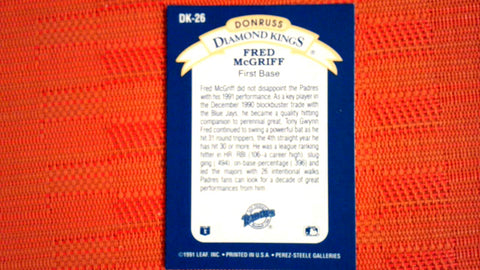 DK-26
DONRUSS
DIAMOND KINGS
®
FRED
McGRIFF
First Base
Fred McGriff did not disappoint the Padres
with his 1991 performance. As a key player in
the December 1990 blockbuster trade with
the Blue Jays, he became a quality hitting
companion to perennial great, Tony Gwynn.
Fred continued to swing a powerful bat as he
hit 31 round trippers, the 4th straight year he
has hit 30 or more. He was a league ranking
hitter in HR, RBI (106-a career high), slug
ging (.494), on-base percentage (.396) and
led the majors with 26 intentional walks.
Padres fans can look for a decade of great
performances from him.
PADRES
©1991 LEAF, INC. • PRINTED IN U.S.A. • PEREZ-STEELE GALLERIES